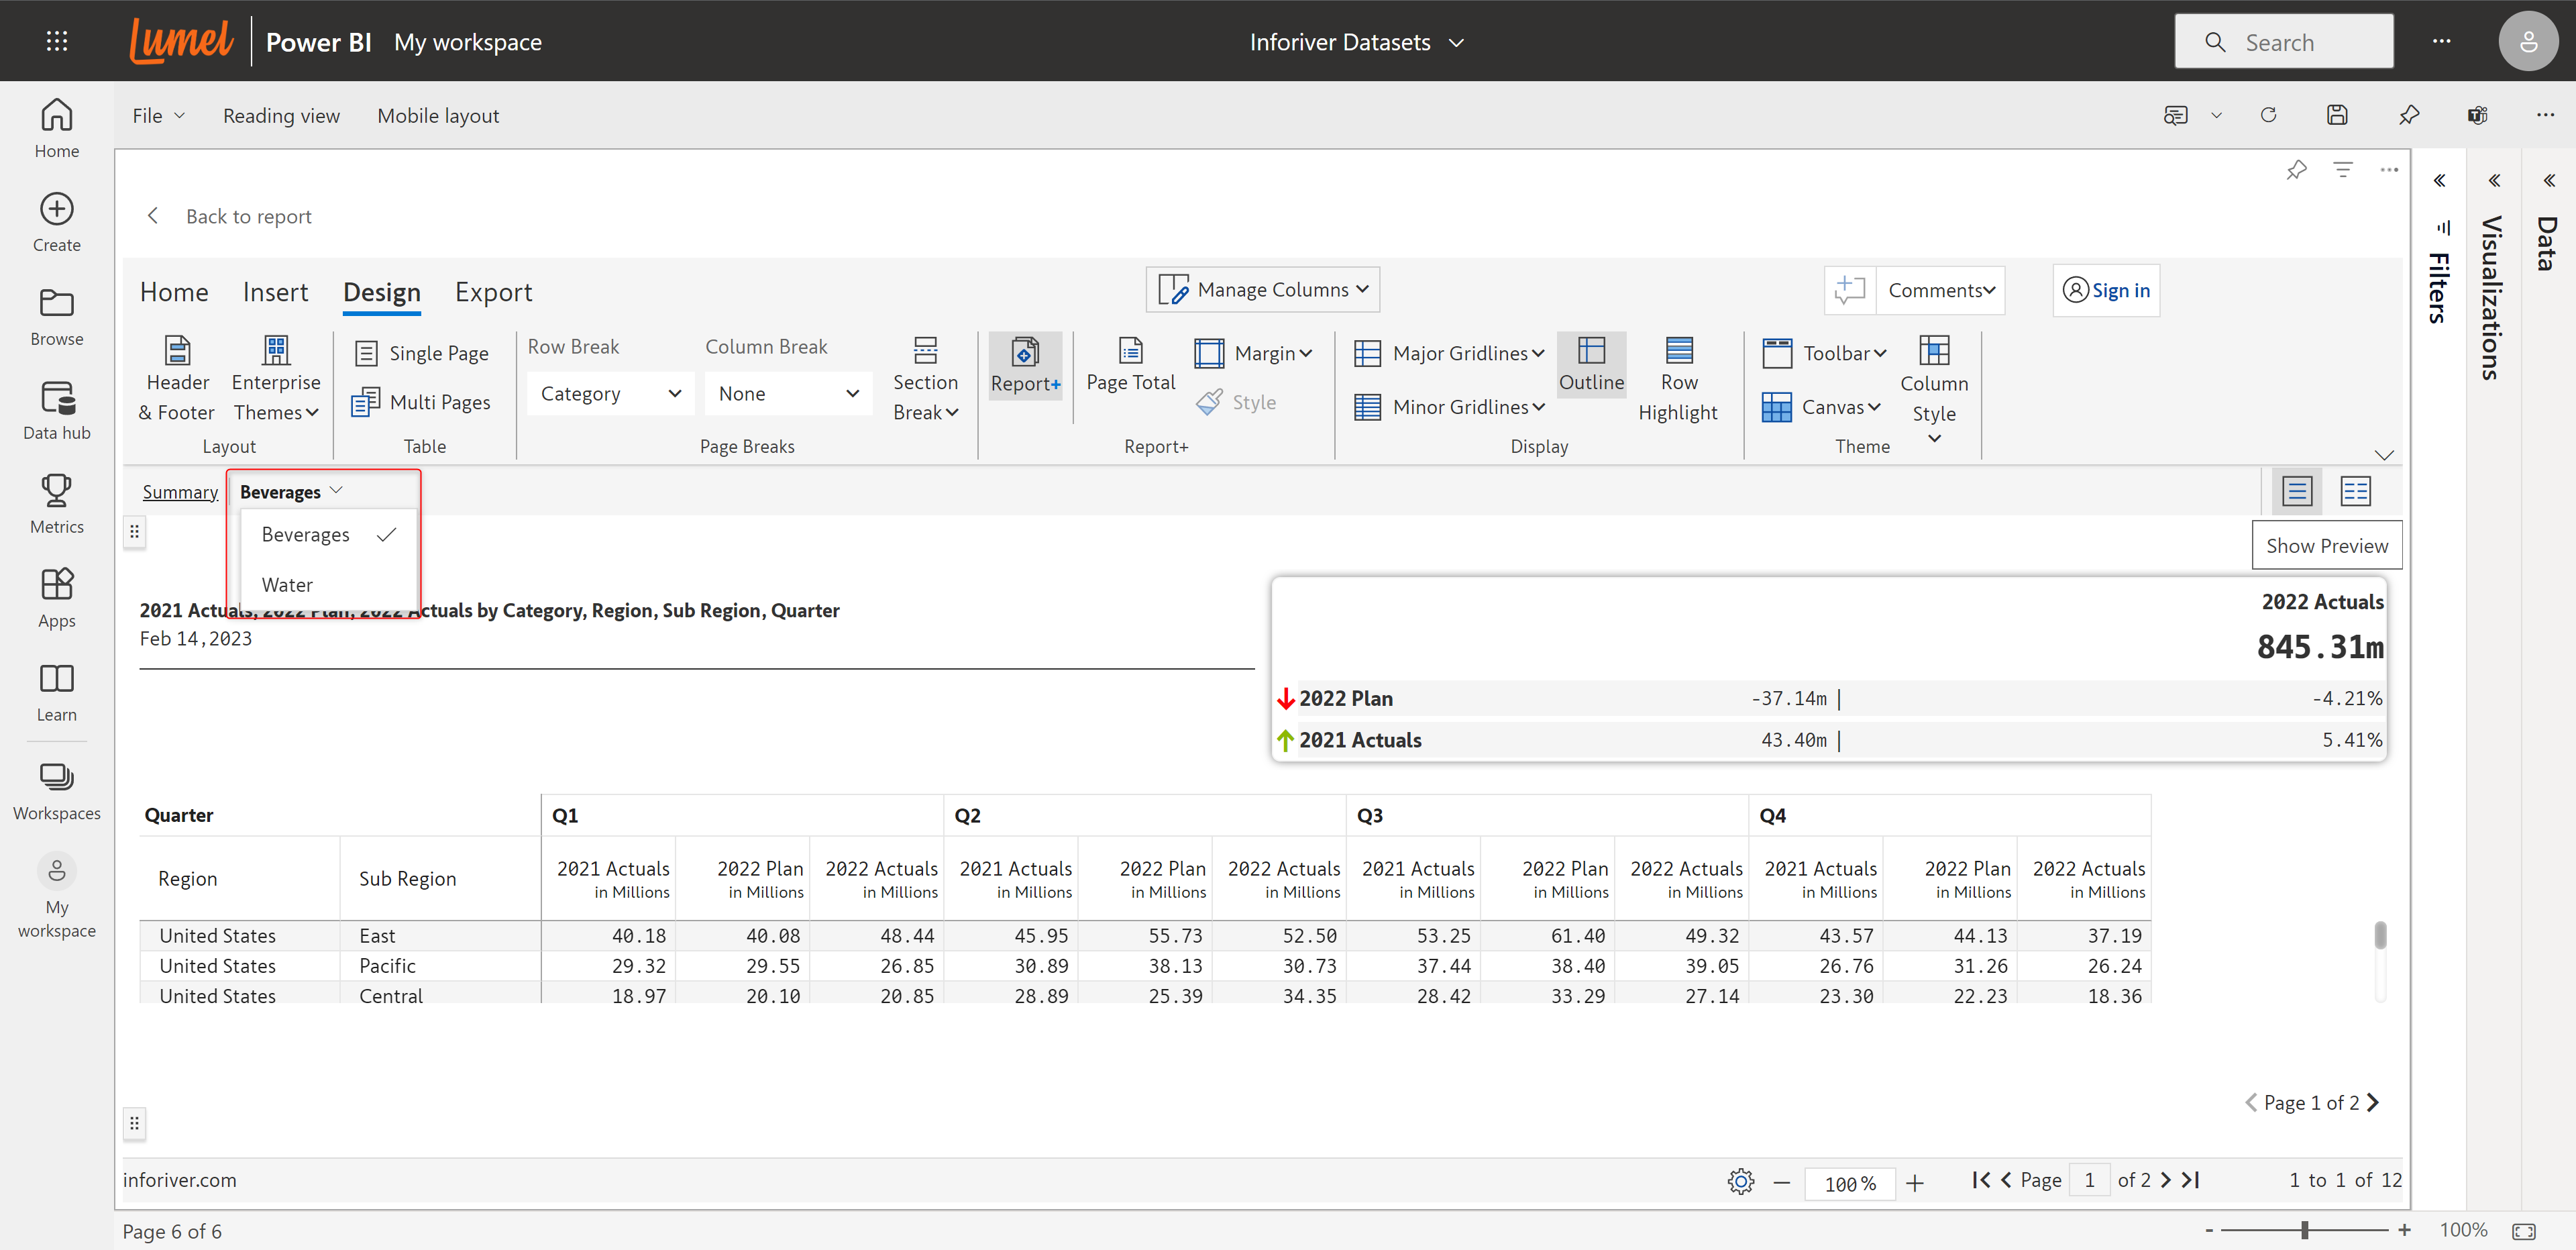 Lumel Power BI My workspace Inforiver Datasets Search
File Reading view Mobile layout
Home
Create
Browse
Data hub
Metrics
Apps
Learn
Workspaces
My
workspace
Back to report
Home Insert Design Export Manage Columns Comments Sign in
Header
& Footer
Enterprise
Themes
Layout
Single Page
Multi Pages
Table
Row Break Column Break
Category None
Section
Break
Page Breaks
Report+
Page Total
Margin
Style
Report+
Major Gridlines
Minor Gridlines
Outline
Row
Highlight
Display
Toolbar
Canvas
Column
Style
Theme
Filters
Visualizations
Data
Summary Beverages
Beverages
Water
Show Preview
2021 Actuals, 2022 Plan, 2022 Actuals by Category, Region, Sub Region, Quarter
Feb 14,2023
2022 Actuals
845.31m
2022 Plan -37.14m | -4.21%
2021 Actuals 43.40m | 5.41%
Quarter Q1 Q2 Q3 Q4
Region Sub Region 2021 Actuals 2022 Plan 2022 Actuals 2021 Actuals 2022 Plan 2022 Actuals 2021 Actuals 2022 Plan 2022 Actuals 2021 Actuals 2022 Plan 2022 Actuals
in Millions in Millions in Millions in Millions in Millions in Millions in Millions in Millions in Millions in Millions in Millions in Millions
United States East 40.18 40.08 48.44 45.95 55.73 52.50 53.25 61.40 49.32 43.57 44.13 37.19
United States Pacific 29.32 29.55 26.85 30.89 38.13 30.73 37.44 38.40 39.05 26.76 31.26 26.24
United States Central 18.97 20.10 20.85 28.89 25.39 34.35 28.42 33.29 27.14 23.30 22.23 18.36
Page 1 of 2
inforiver.com 100 % Page 1 of 2 1 to 1 of 12
Page 6 of 6 - + 100%